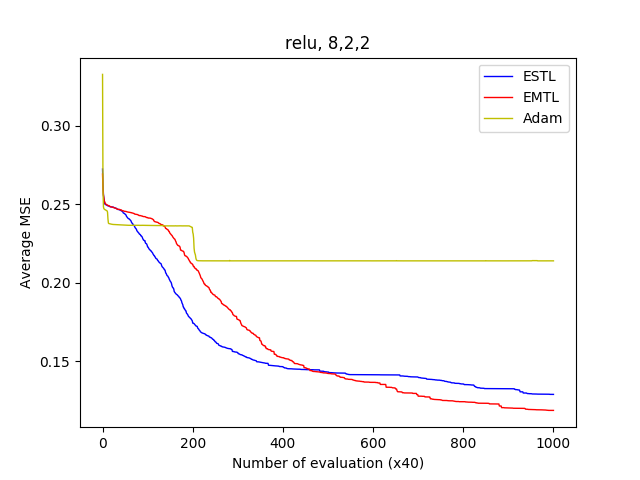 relu, 8,2,2
ESTL
EMTL
Adam
Average MSE
0.30
0.25
0.20
0.15
0 200 400 600 800 1000
Number of evaluation (x40)